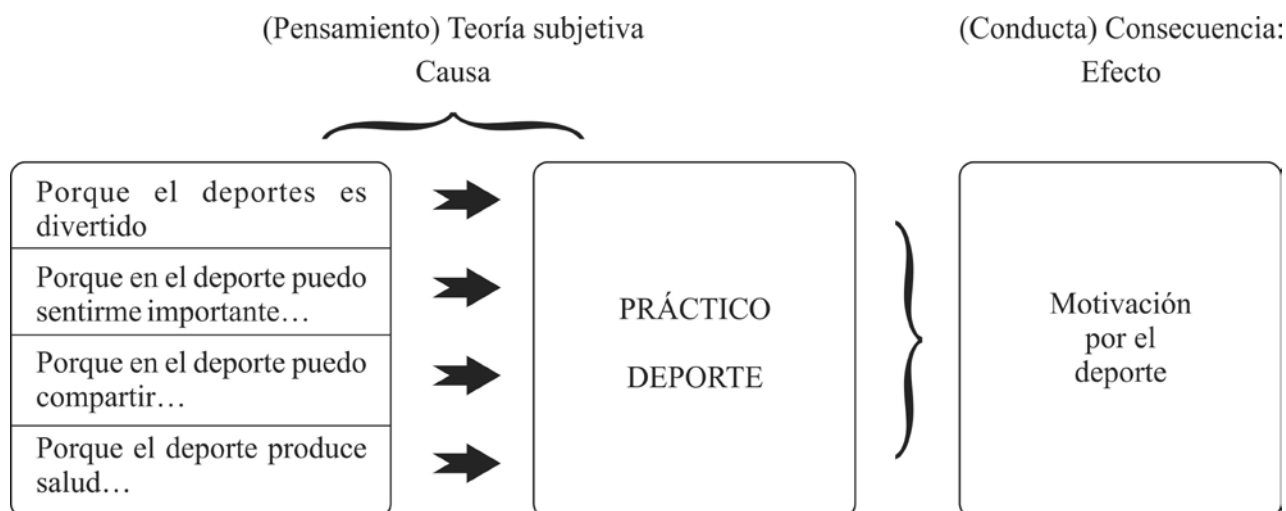 (Pensamiento) Teoría subjetiva
Causa
(Conducta) Consecuencia:
Efecto
Porque el deportes es
divertido
Porque en el deporte puedo
sentirme importante…
Porque en el deporte puedo
compartir…
Porque el deporte produce
salud…
PRÁCTICO
DEPORTE
Motivación
por el
deporte